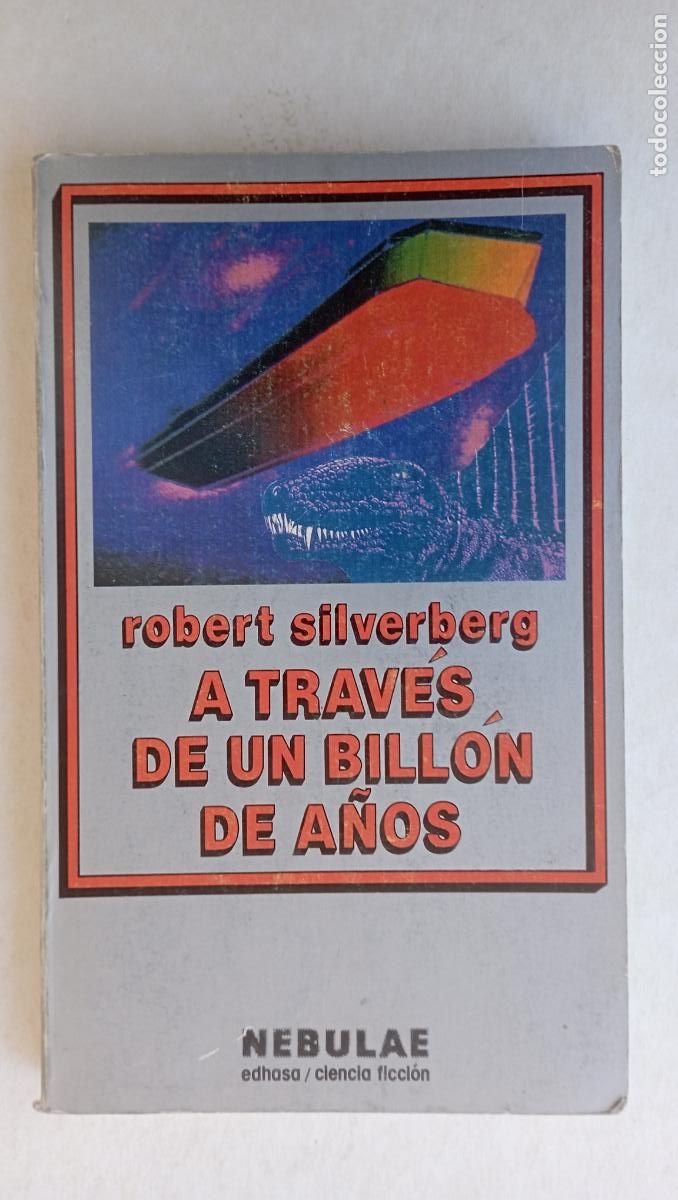 todocoleccion
robert silverberg
A TRAVÉS
DE UN BILLÓN
DE AÑOS
NEBULAE
edhasa / ciencia ficción